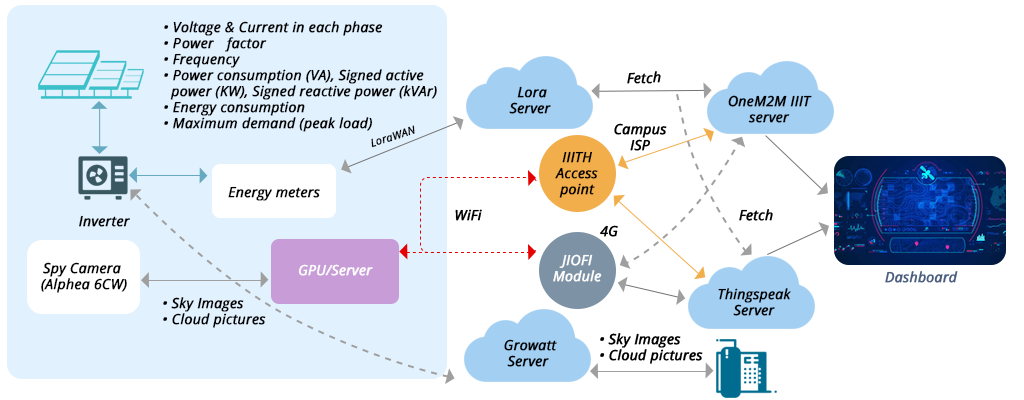 • Voltage & Current in each phase
• Power factor
• Frequency
• Power consumption (VA), Signed active
power (KW), Signed reactive power (kVAr)
• Energy consumption
• Maximum demand (peak load)
Inverter
Energy meters
LoraWAN
Lora
Server
Fetch
OneM2M IIIT
server
Campus
ISP
IIITH
Access
point
WiFi
4G
JIOFI
Module
Fetch
Spy Camera
(Alphea 6CW)
GPU/Server
• Sky Images
• Cloud pictures
Thingspeak
Server
Dashboard
Growatt
Server
• Sky Images
• Cloud pictures